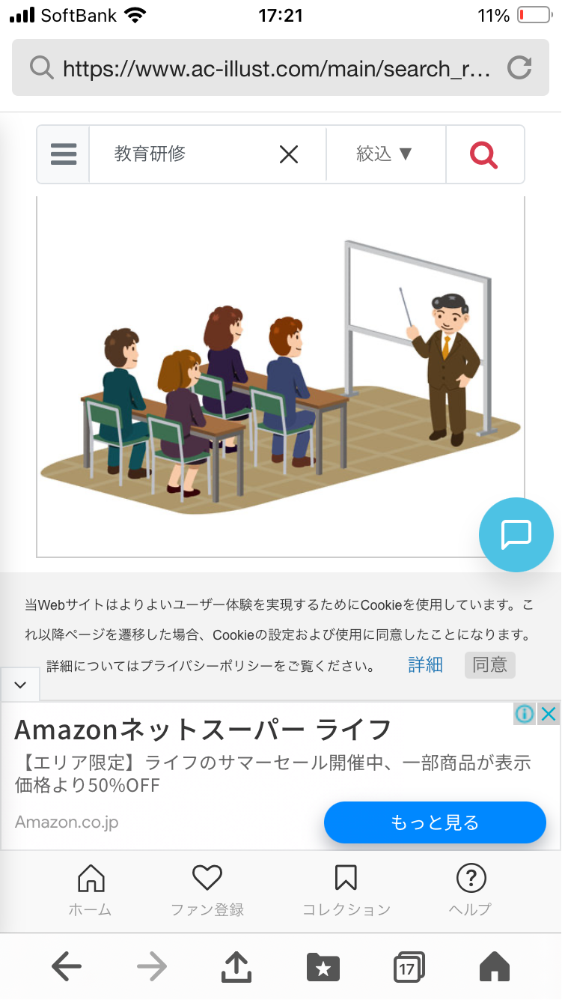 SoftBank 17:21 11%
https://www.ac-illust.com/main/search_r...
教育研修 絞込 ▼
当Webサイトはよりよいユーザー体験を実現するためにCookieを使用しています。こ
れ以降ページを遷移した場合、Cookieの設定および使用に同意したことになります。
詳細についてはプライバシーポリシーをご覧ください。 詳細 同意
Amazonネットスーパー ライフ
【エリア限定】ライフのサマーセール開催中、一部商品が表示
価格より50%OFF
Amazon.co.jp もっと見る
ホーム ファン登録 コレクション ヘルプ
17